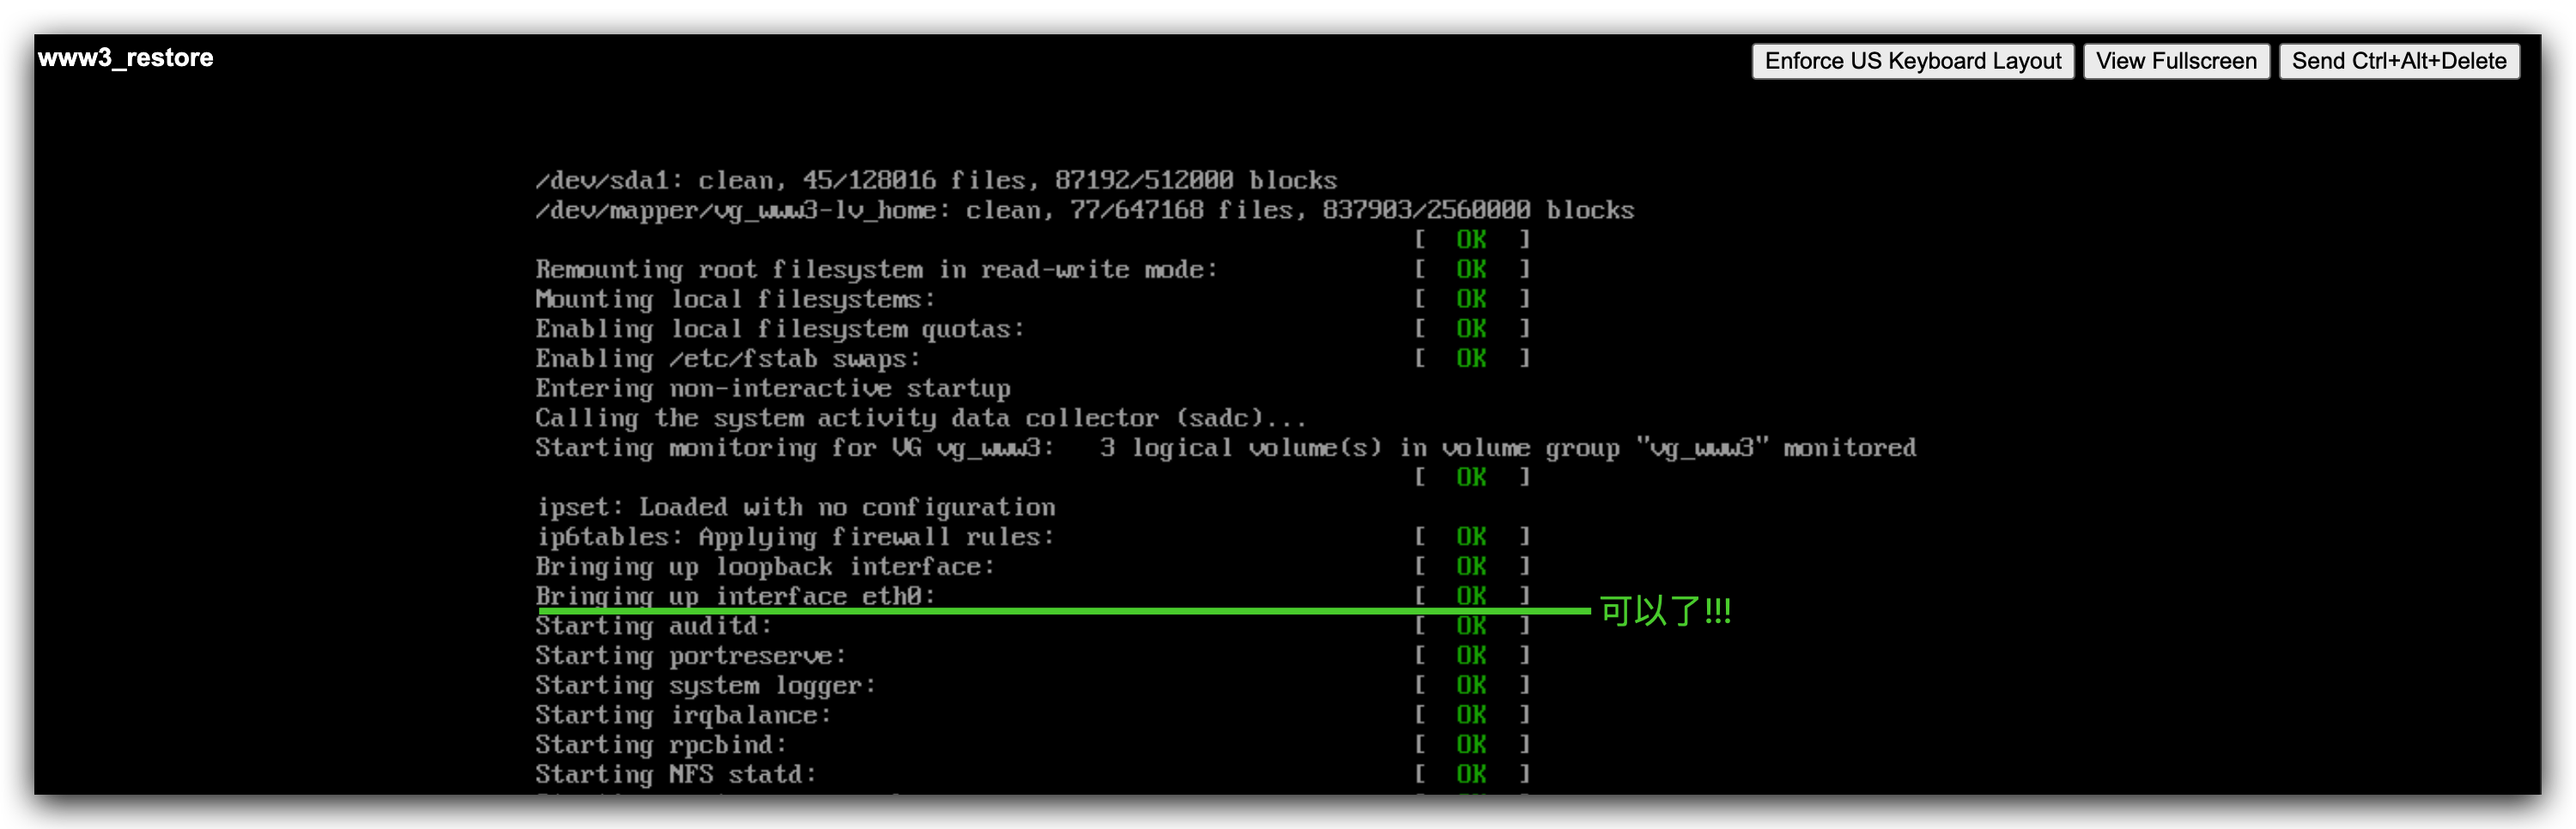 www3_restore
Enforce US Keyboard Layout View Fullscreen Send Ctrl+Alt+Delete
/dev/sda1: clean, 45/128016 files, 87192/512000 blocks
/dev/mapper/vg_www3-lv_home: clean, 77/647168 files, 837903/2560000 blocks
[ OK ]
Remounting root filesystem in read-write mode: [ OK ]
Mounting local filesystems: [ OK ]
Enabling local filesystem quotas: [ OK ]
Enabling /etc/fstab swaps: [ OK ]
Entering non-interactive startup
Calling the system activity data collector (sadc)...
Starting monitoring for VG vg_www3: 3 logical volume(s) in volume group "vg_www3" monitored
[ OK ]
ipset: Loaded with no configuration
ip6tables: Applying firewall rules: [ OK ]
Bringing up loopback interface: [ OK ]
Bringing up interface eth0: [ OK ] 可以了!!!
Starting auditd: [ OK ]
Starting portreserve: [ OK ]
Starting system logger: [ OK ]
Starting irqbalance: [ OK ]
Starting rpcbind: [ OK ]
Starting NFS statd: [ OK ]